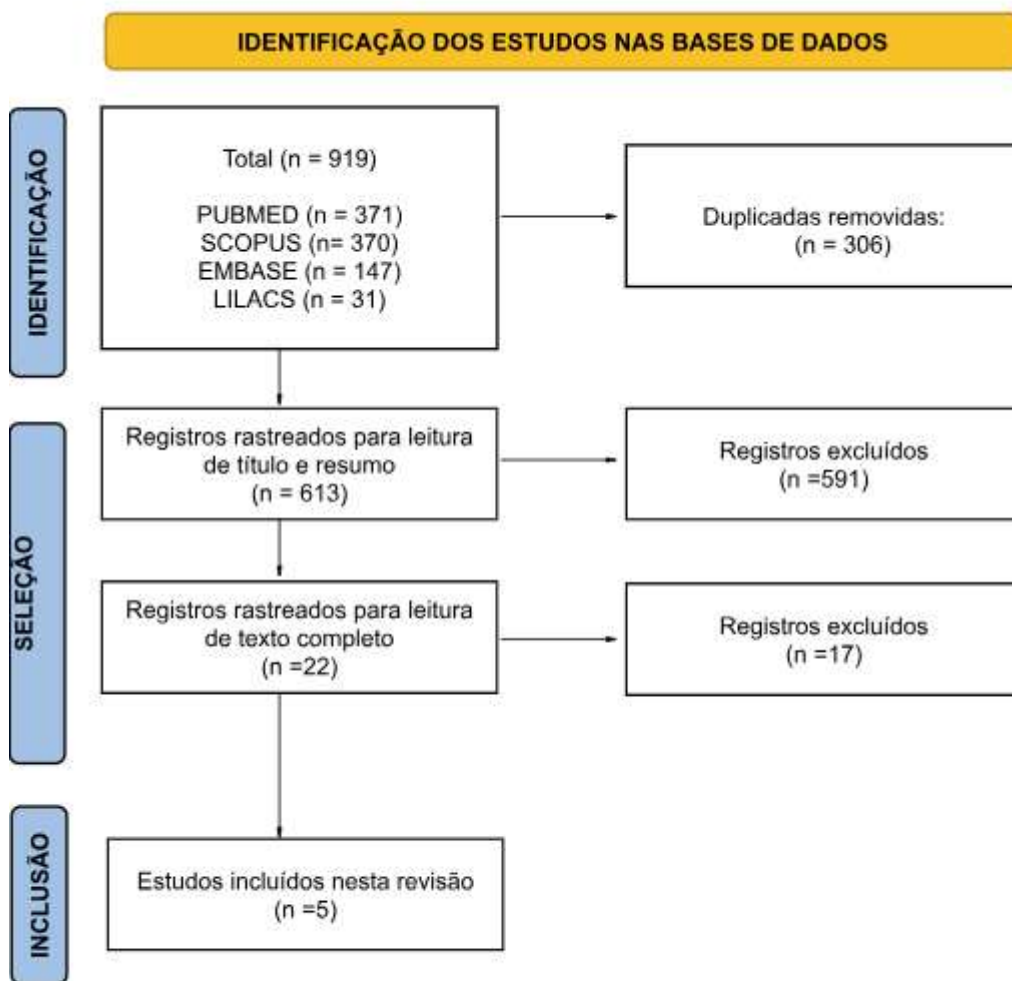 IDENTIFICAÇÃO DOS ESTUDOS NAS BASES DE DADOS
IDENTIFICAÇÃO
Total (n = 919)
PUBMED (n = 371)
SCOPUS (n= 370)
EMBASE (n = 147)
LILACS (n = 31)
Duplicadas removidas:
(n = 306)
SELEÇÃO
Registros rastreados para leitura
de título e resumo
(n = 613)
Registros excluídos
(n =591)
Registros rastreados para leitura
de texto completo
(n =22)
Registros excluídos
(n =17)
INCLUSÃO
Estudos incluídos nesta revisão
(n =5)